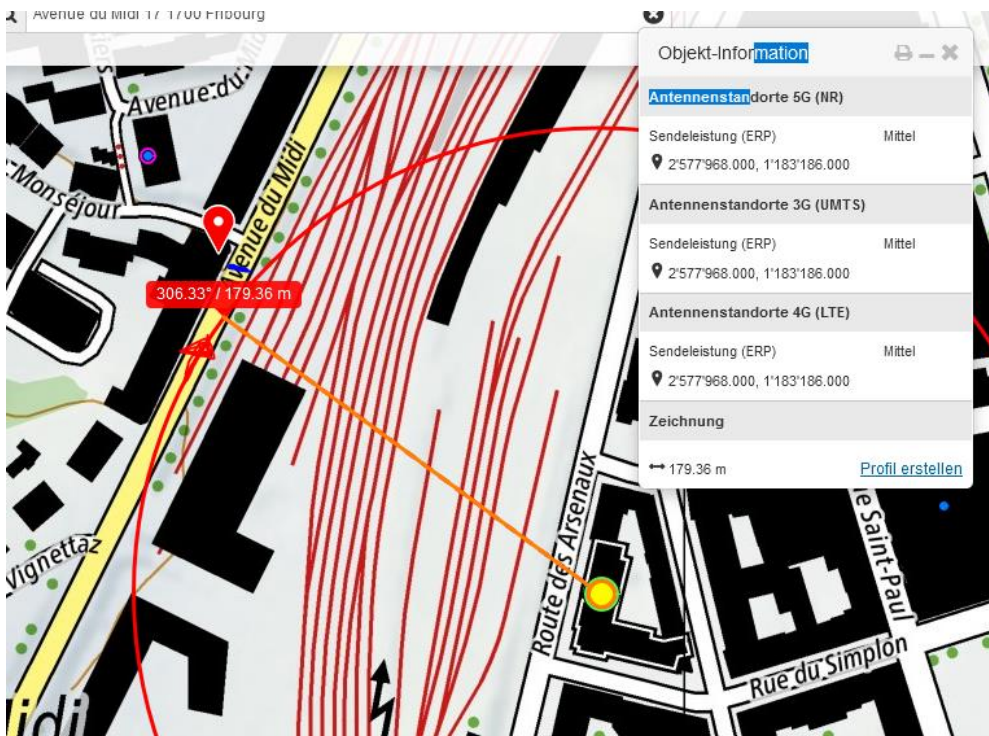 Avenue du Midi 17 1700 Fribourg
Objekt-Information
Antennenstandorte 5G (NR)
Sendeleistung (ERP) Mittel
2'577'968.000, 1'183'186.000
Antennenstandorte 3G (UMTS)
Sendeleistung (ERP) Mittel
2'577'968.000, 1'183'186.000
Antennenstandorte 4G (LTE)
Sendeleistung (ERP) Mittel
2'577'968.000, 1'183'186.000
Zeichnung
179.36 m Profil erstellen
Avenue du
Monséjour
Avenue du Midi
306.33° / 179.36 m
Vignettaz
Route des Arsenaux
Saint-Paul
Rue du Simplon
idi